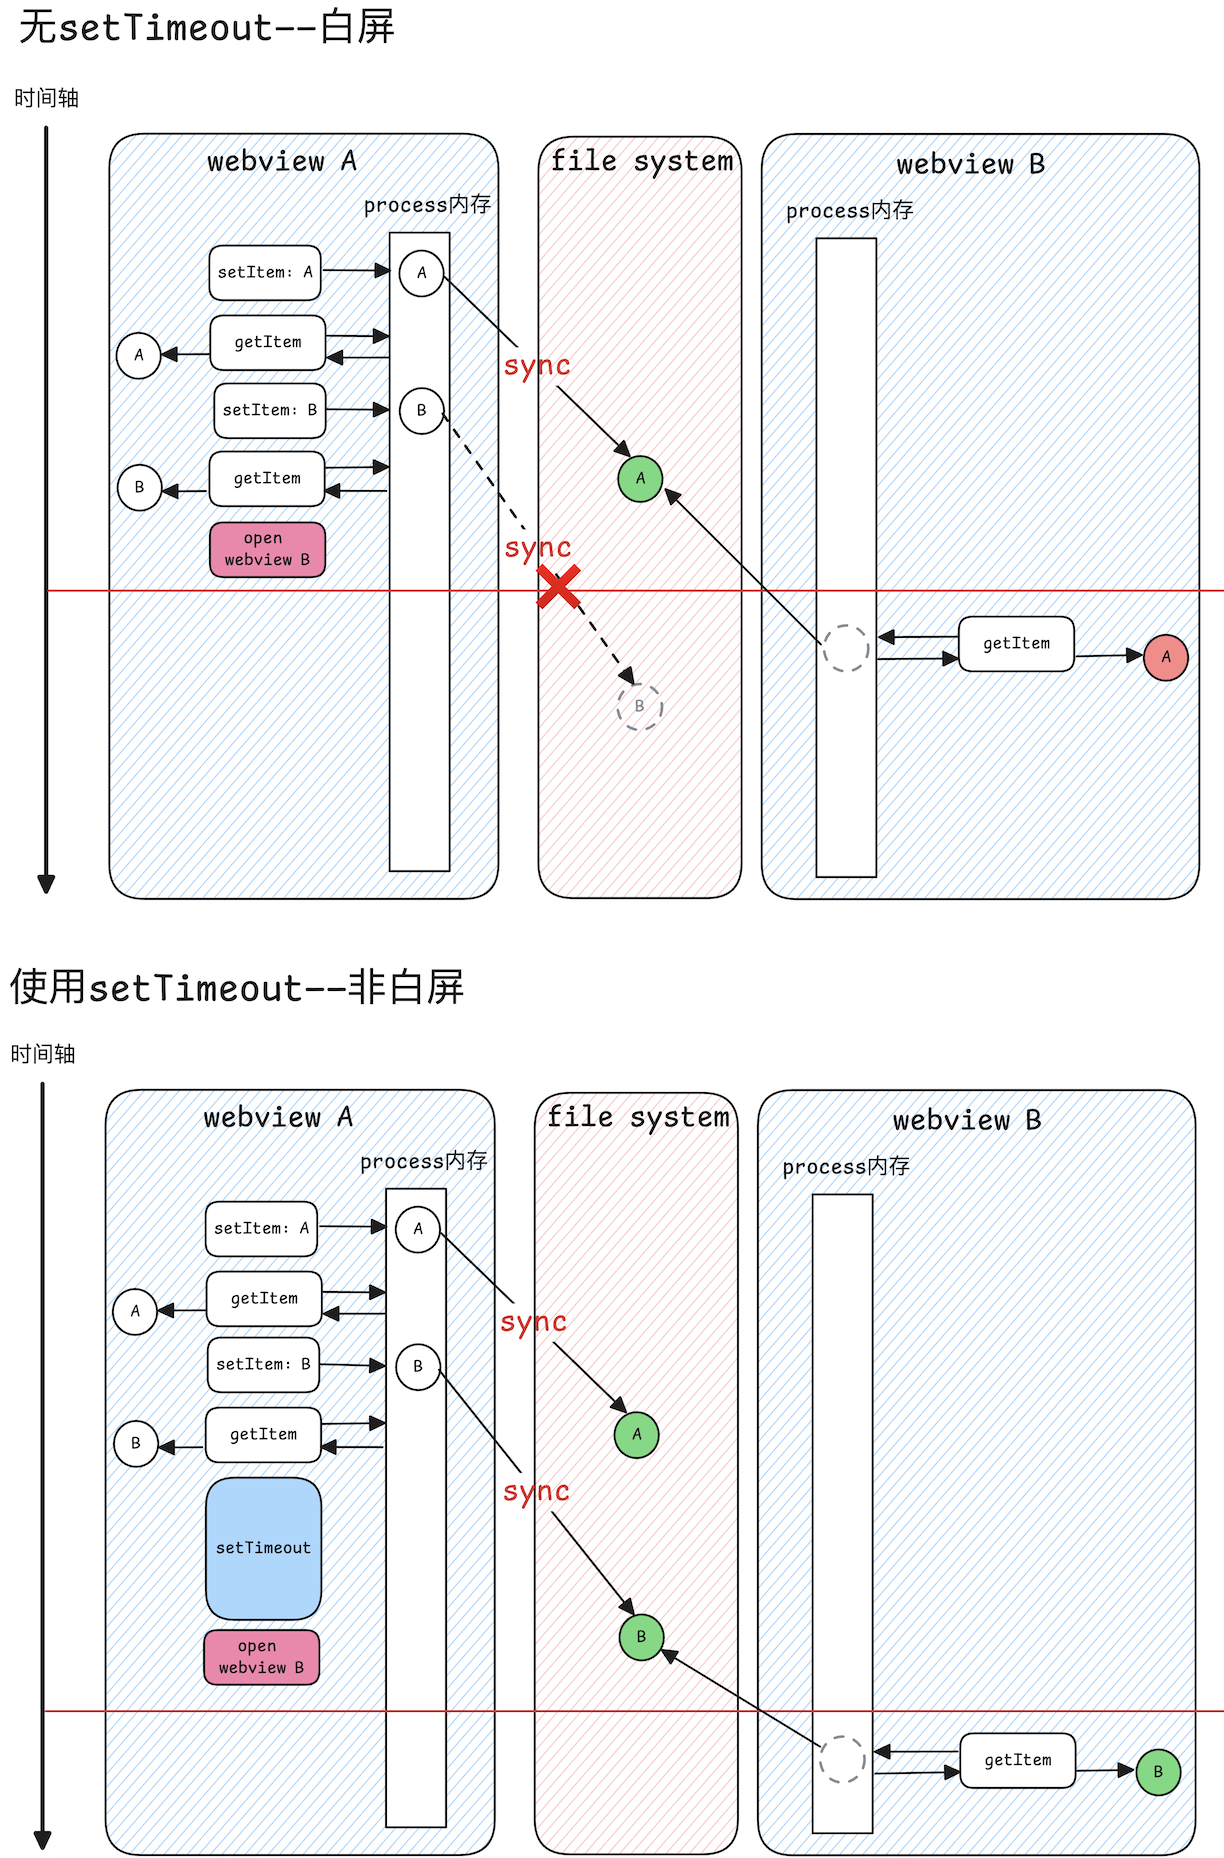 无setTimeout--白屏
时间轴
webview A
file system
webview B
process内存
process内存
setItem: A
A
getItem
A
sync
setItem: B
B
getItem
B
A
open
webview B
sync
getItem
A
B
使用setTimeout--非白屏
时间轴
webview A
file system
webview B
process内存
process内存
setItem: A
A
getItem
A
sync
setItem: B
B
getItem
B
A
sync
setTimeout
B
open
webview B
getItem
B